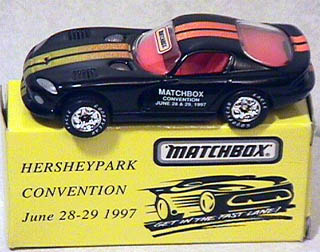 MATCHBOX
CONVENTION
JUNE 28 & 29, 1997
HERSHEYPARK
CONVENTION
June 28-29 1997
MATCHBOX
GET IN THE FAST LANE!